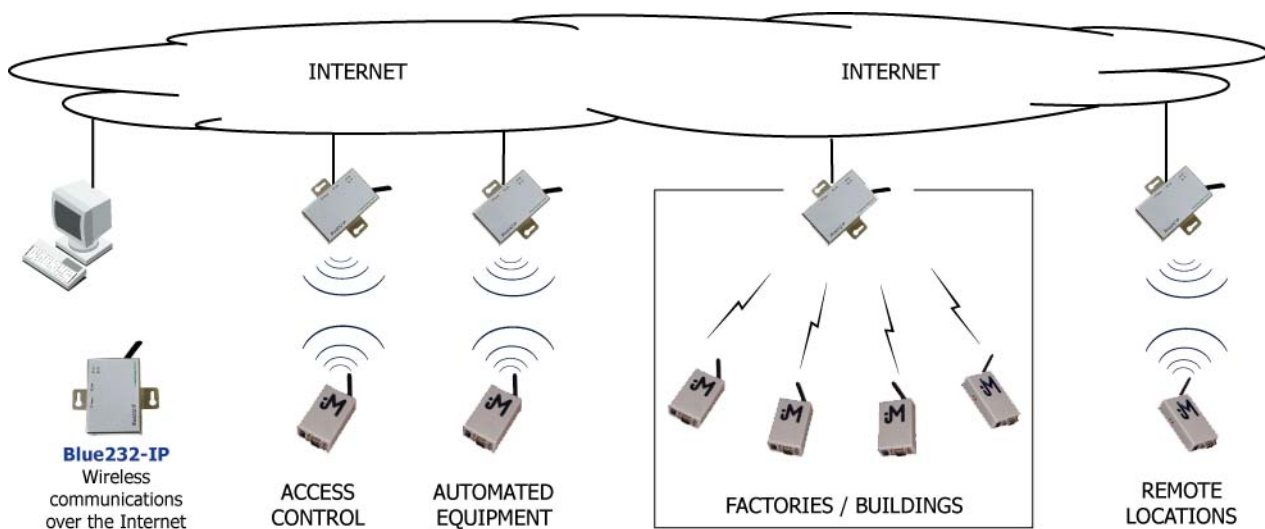 INTERNET
INTERNET
Blue232-IP
Wireless
communications
over the Internet
ACCESS
CONTROL
AUTOMATED
EQUIPMENT
FACTORIES / BUILDINGS
REMOTE
LOCATIONS